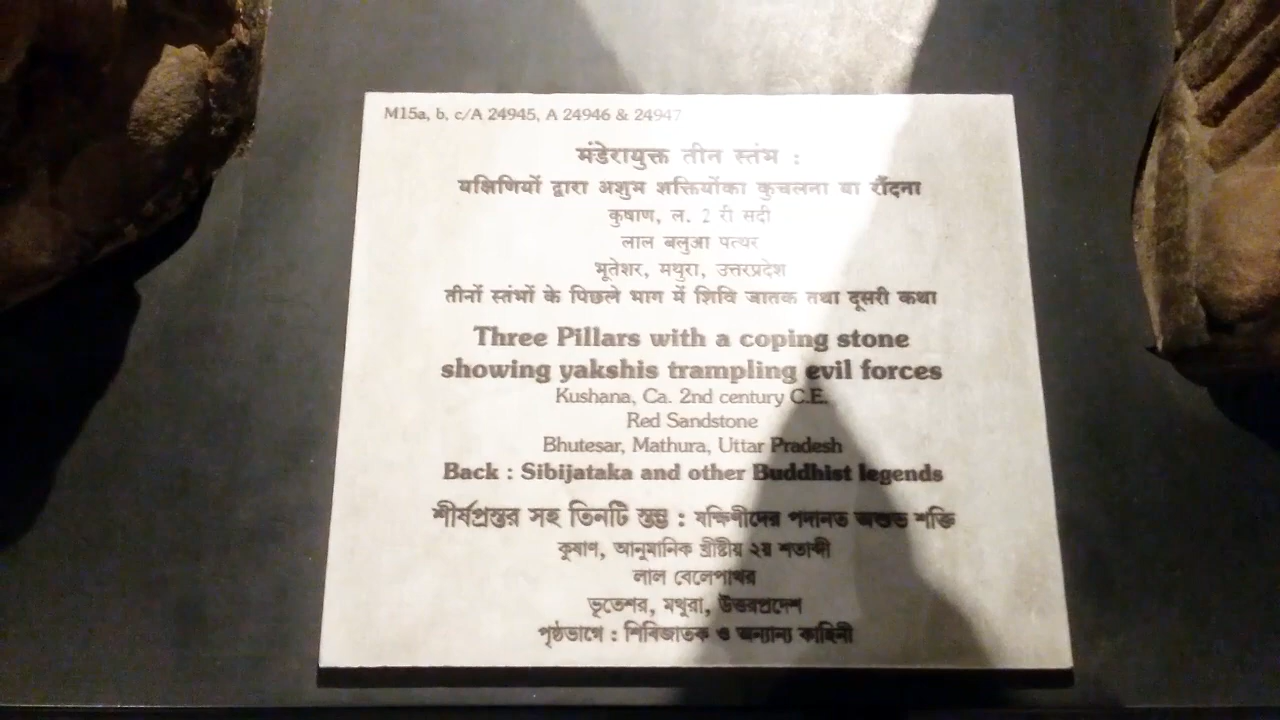 M15a, b, c/A 24945, A 24946 & 24947
मंडेरायुक्त तीन स्तंभ :
यक्षिणियों द्वारा अशुभ शक्तियोंका कुचलना या रौंदना
कुषाण, ल. 2 री सदी
लाल बलुआ पत्थर
भूतेशर, मथुरा, उत्तरप्रदेश
तीनों स्तंभों के पिछले भाग में शिवि जातक तथा दूसरी कथा
Three Pillars with a coping stone
showing yakshis trampling evil forces
Kushana, Ca. 2nd century C.E.
Red Sandstone
Bhutesar, Mathura, Uttar Pradesh
Back : Sibijataka and other Buddhist legends
শীর্ষপ্রস্তর সহ তিনটি স্তম্ভ : যক্ষিণীদের পদানত অশুভ শক্তি
কুষাণ, আনুমানিক খ্রীষ্টীয় ২য় শতাব্দী
লাল বেলেপাথর
ভূতেশর, মথুরা, উত্তরপ্রদেশ
পৃষ্ঠভাগে : শিবিজাতক ও অন্যান্য কাহিনী